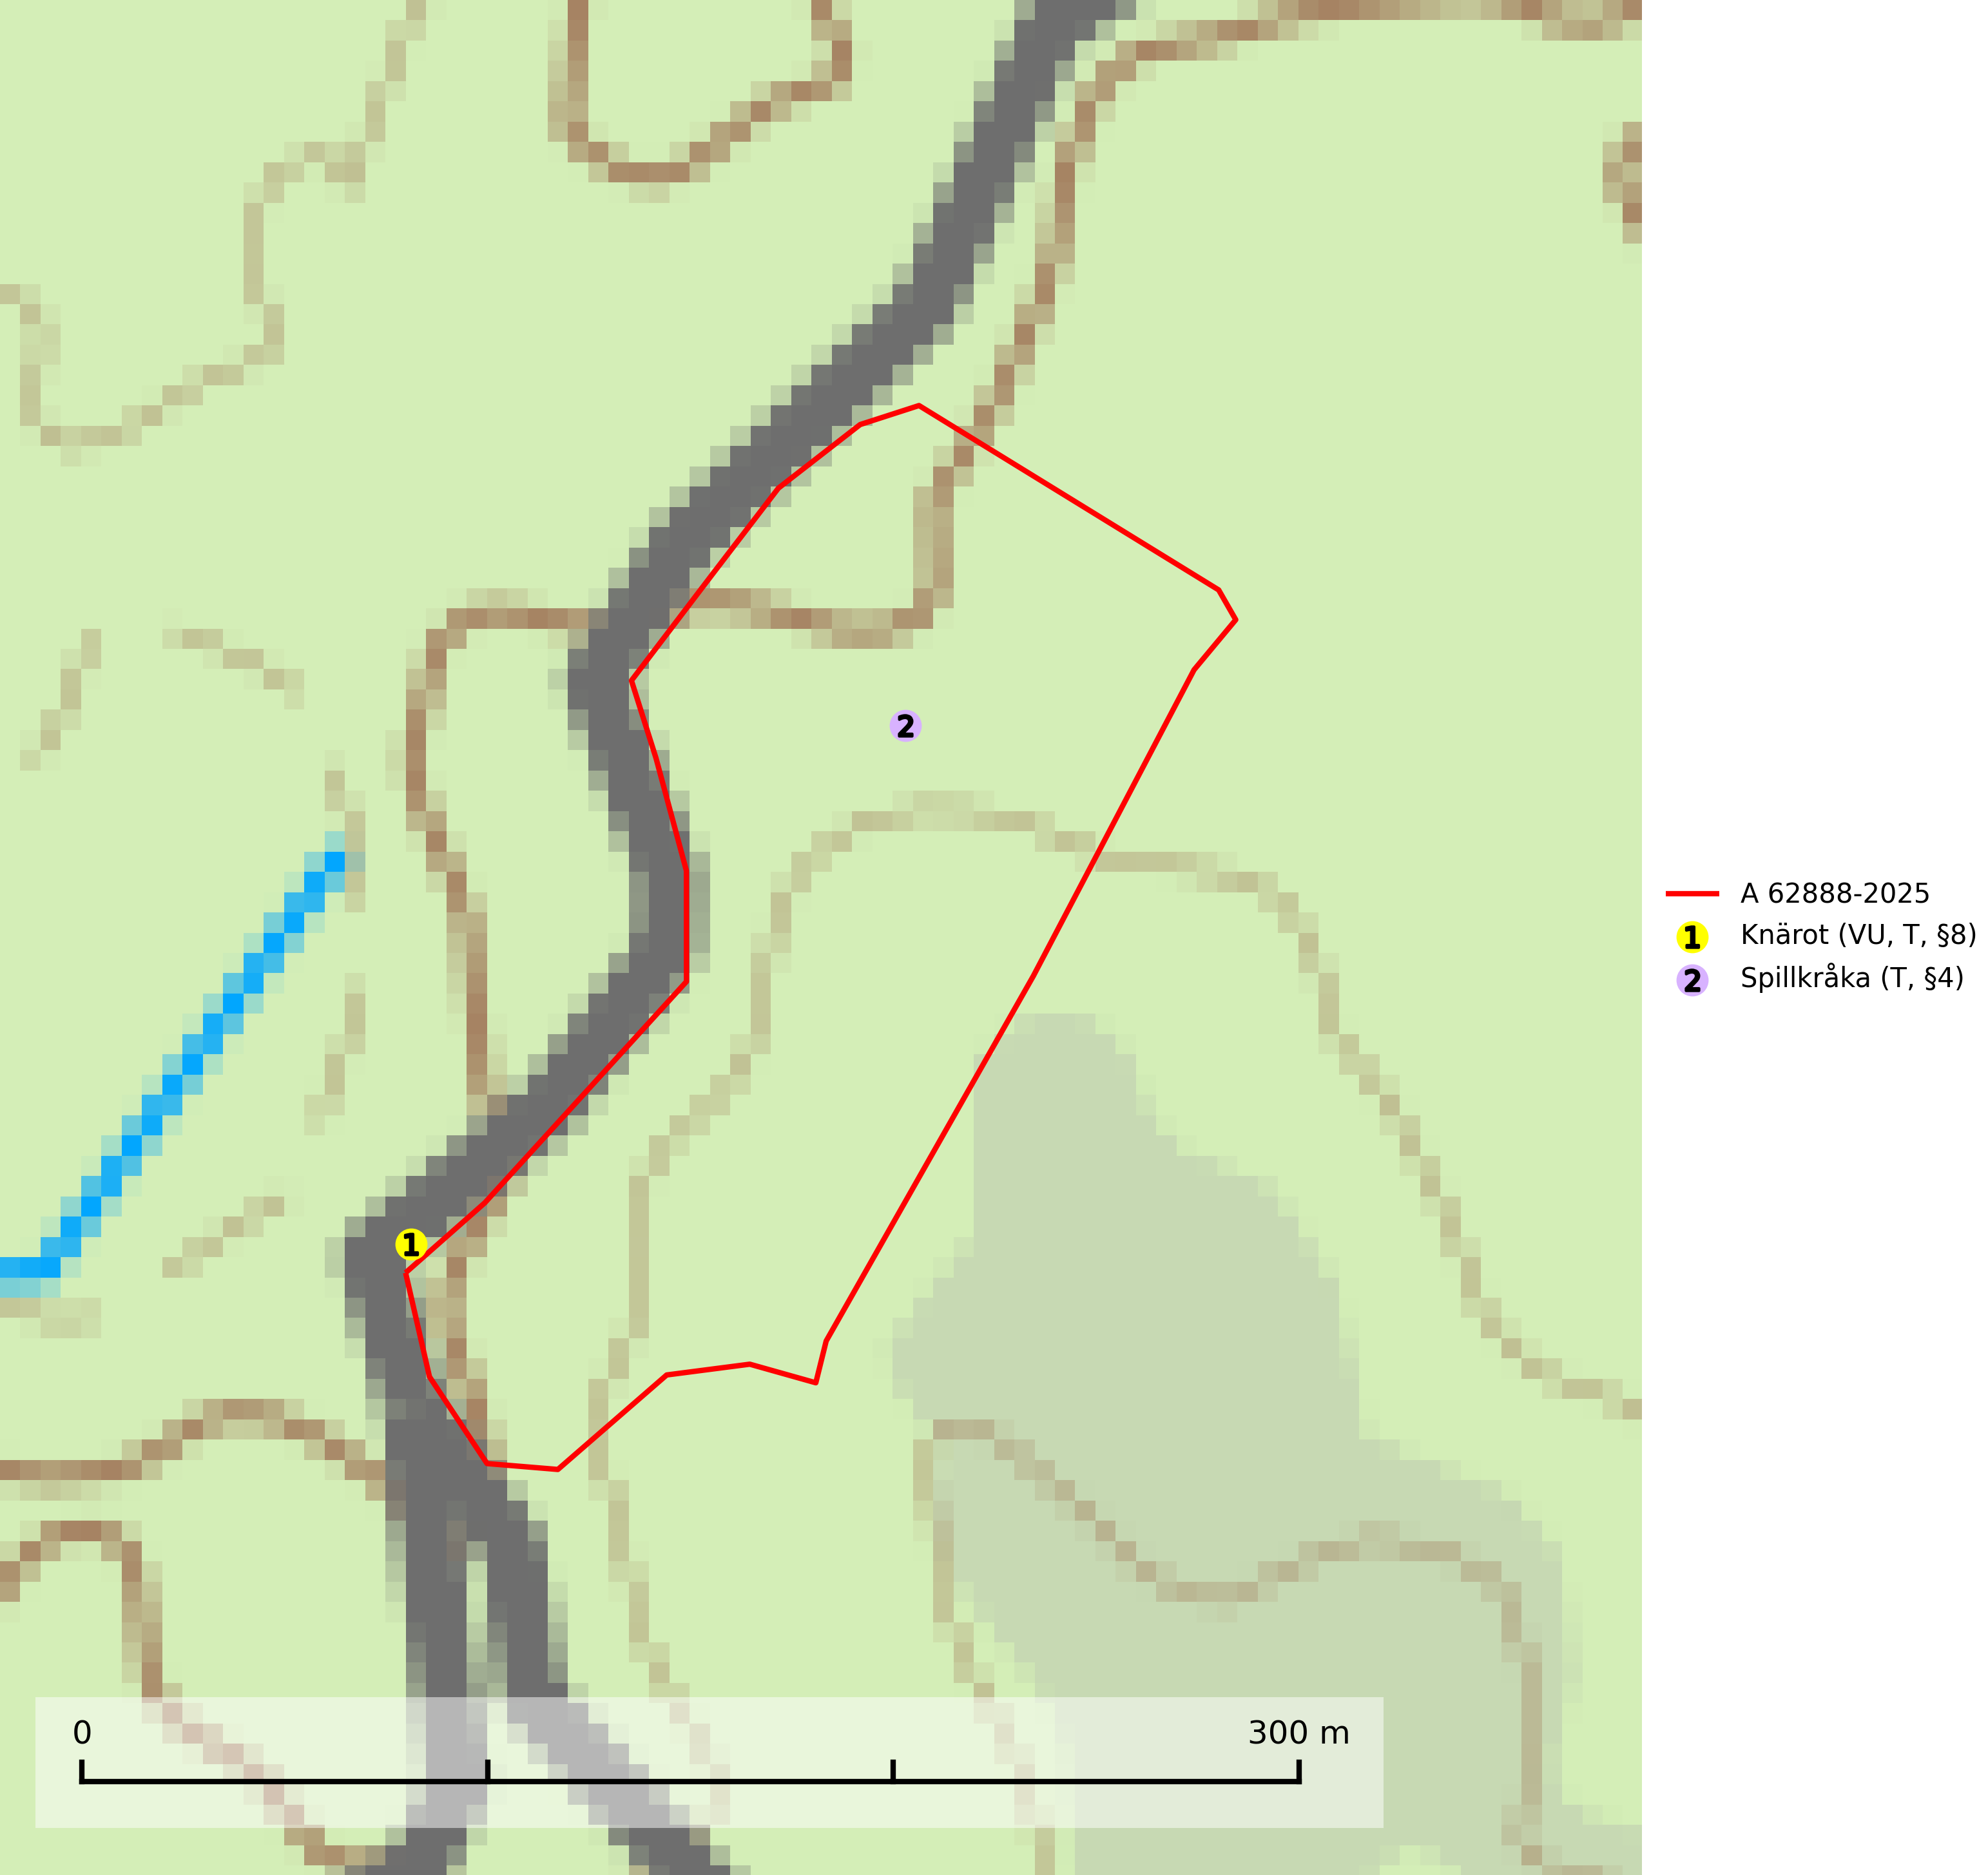 2
1
A 62888-2025
1 Knärot (VU, T, §8)
2 Spillkråka (T, §4)
0 300 m